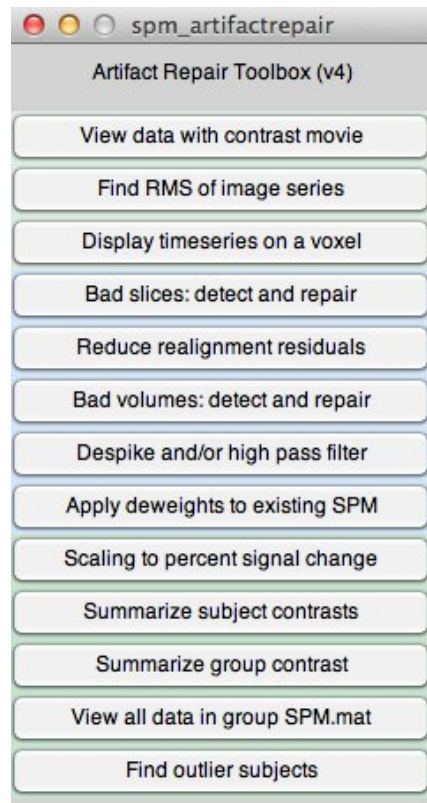 spm_artifactrepair
Artifact Repair Toolbox (v4)
View data with contrast movie
Find RMS of image series
Display timeseries on a voxel
Bad slices: detect and repair
Reduce realignment residuals
Bad volumes: detect and repair
Despike and/or high pass filter
Apply deweights to existing SPM
Scaling to percent signal change
Summarize subject contrasts
Summarize group contrast
View all data in group SPM.mat
Find outlier subjects